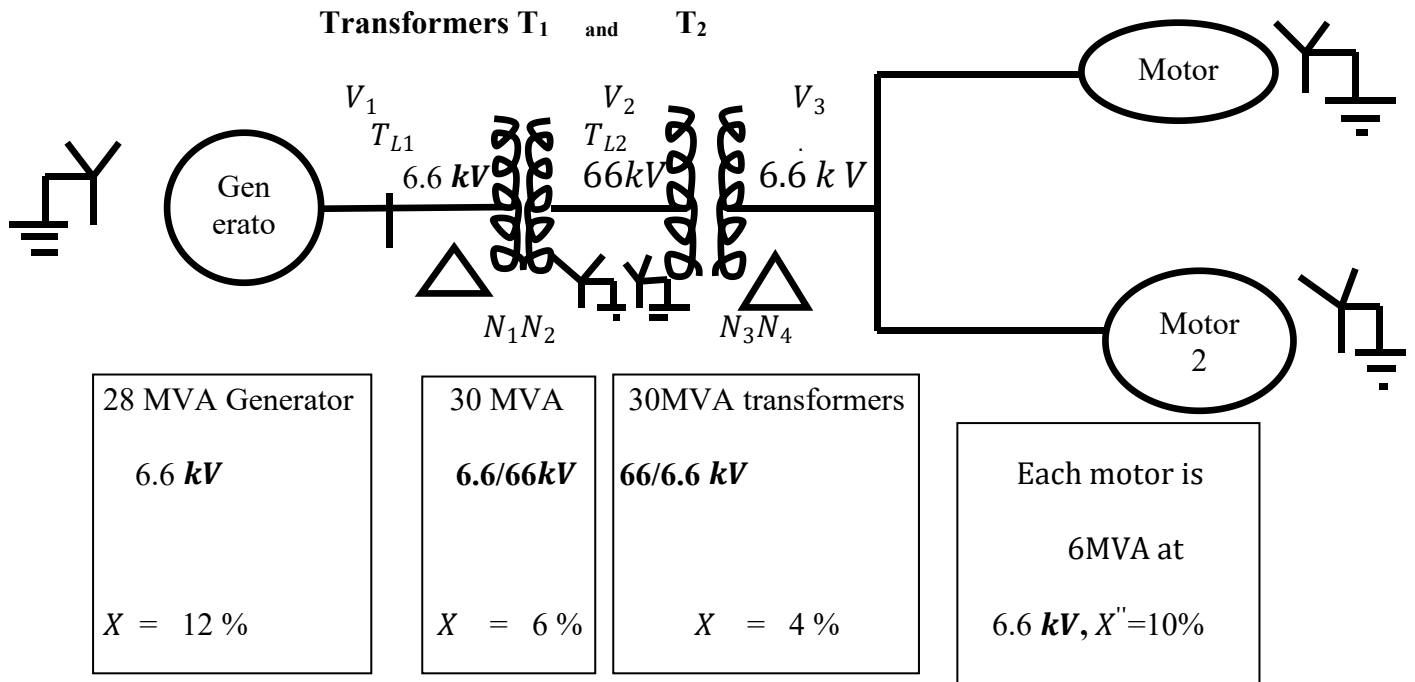 Transformers T₁ and T₂
V₁
T_L1
6.6 kV
V₂
T_L2
66kV
V₃
6.6 k V
Gen
erato
Motor
Motor
2
N₁N₂
N₃N₄
28 MVA Generator
6.6 kV
X = 12 %
30 MVA
6.6/66kV
X = 6 %
30MVA transformers
66/6.6 kV
X = 4 %
Each motor is
6MVA at
6.6 kV, X''=10%